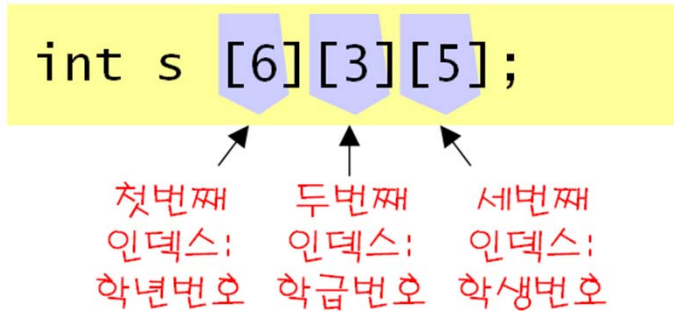 int s [6][3][5];
첫번째 두번째 세번째
인덱스: 인덱스: 인덱스:
학년번호 학급번호 학생번호